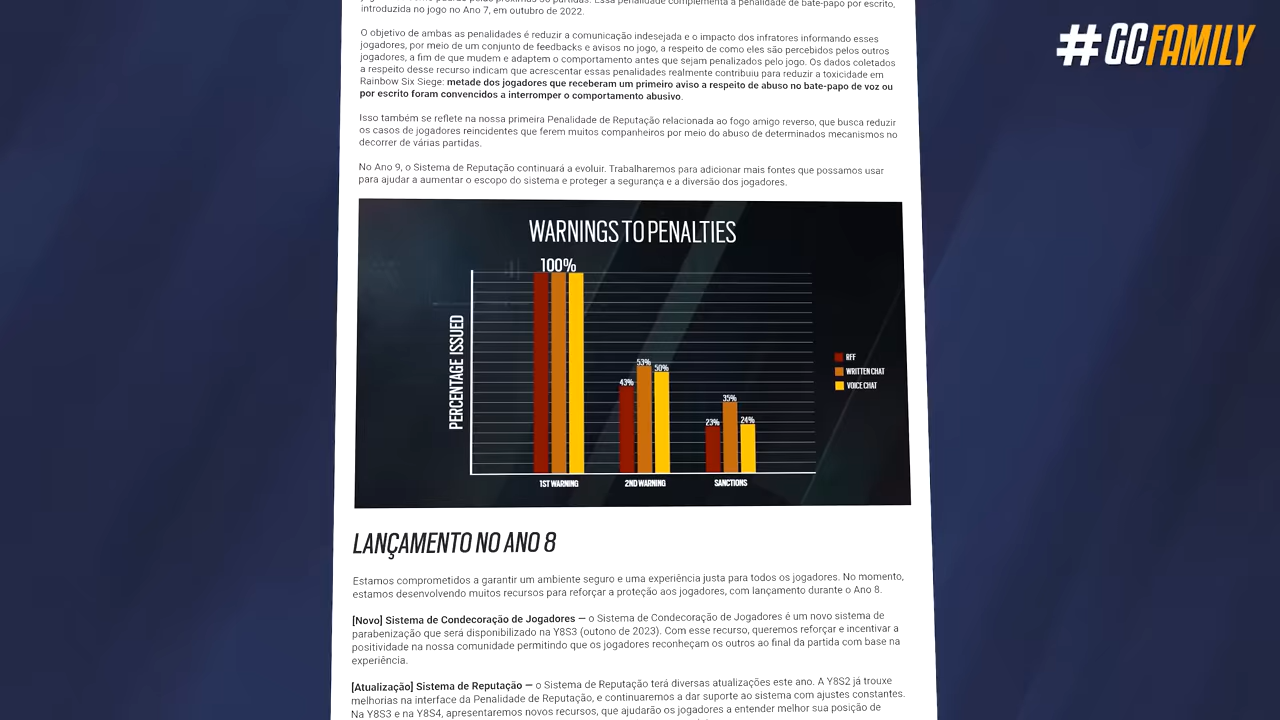 introduzida no jogo no Ano 7, em outubro de 2022.
#GCFAMILY
O objetivo de ambas as penalidades é reduzir a comunicação indesejada e o impacto dos infratores informando esses
jogadores, por meio de um conjunto de feedbacks e avisos no jogo, a respeito de como eles são percebidos pelos outros
jogadores, a fim de que mudem e adaptem o comportamento antes que sejam penalizados pelo jogo. Os dados coletados
a respeito desse recurso indicam que acrescentar essas penalidades realmente contribuiu para reduzir a toxicidade em
Rainbow Six Siege: metade dos jogadores que receberam um primeiro aviso a respeito de abuso no bate-papo de voz ou
por escrito foram convencidos a interromper o comportamento abusivo.
Isso também se reflete na nossa primeira Penalidade de Reputação relacionada ao fogo amigo reverso, que busca reduzir
os casos de jogadores reincidentes que ferem muitos companheiros por meio do abuso de determinados mecanismos no
decorrer de várias partidas.
No Ano 9, o Sistema de Reputação continuará a evoluir. Trabalharemos para adicionar mais fontes que possamos usar
para ajudar a aumentar o escopo do sistema e proteger a segurança e a diversão dos jogadores.
WARNINGS TO PENALTIES
100%
PERCENTAGE ISSUED
43%
53%
50%
23%
35%
24%
RFF
WRITTEN CHAT
VOICE CHAT
1ST WARNING
2ND WARNING
SANCTIONS
LANÇAMENTO NO ANO 8
Estamos comprometidos a garantir um ambiente seguro e uma experiência justa para todos os jogadores. No momento,
estamos desenvolvendo muitos recursos para reforçar a proteção aos jogadores, com lançamento durante o Ano 8.
[Novo] Sistema de Condecoração de Jogadores — o Sistema de Condecoração de Jogadores é um novo sistema de
parabenização que será disponibilizado na Y8S3 (outono de 2023). Com esse recurso, queremos reforçar e incentivar a
positividade na nossa comunidade permitindo que os jogadores reconheçam os outros ao final da partida com base na
experiência.
[Atualização] Sistema de Reputação — o Sistema de Reputação terá diversas atualizações este ano. A Y8S2 já trouxe
melhorias na interface da Penalidade de Reputação, e continuaremos a dar suporte ao sistema com ajustes constantes.
Na Y8S3 e na Y8S4, apresentaremos novos recursos, que ajudarão os jogadores a entender melhor sua posição de